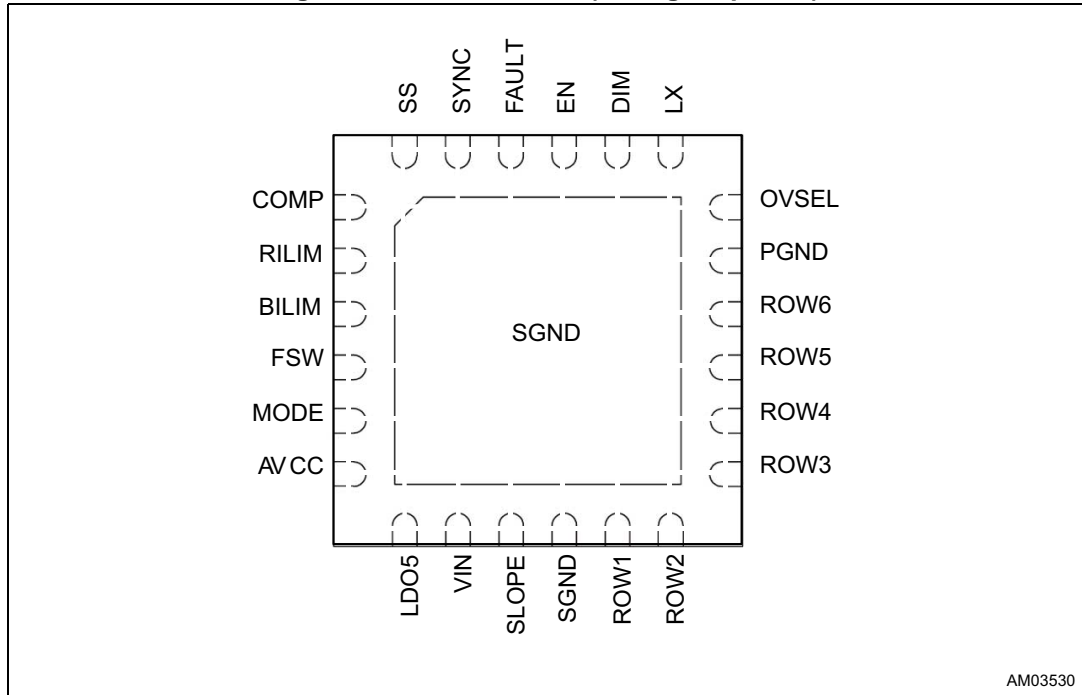 SS
SYNC
FAULT
EN
DIM
LX
COMP
RILIM
BILIM
FSW
MODE
AVCC
SGND
OVSEL
PGND
ROW6
ROW5
ROW4
ROW3
LDO5
VIN
SLOPE
SGND
ROW1
ROW2
AM03530